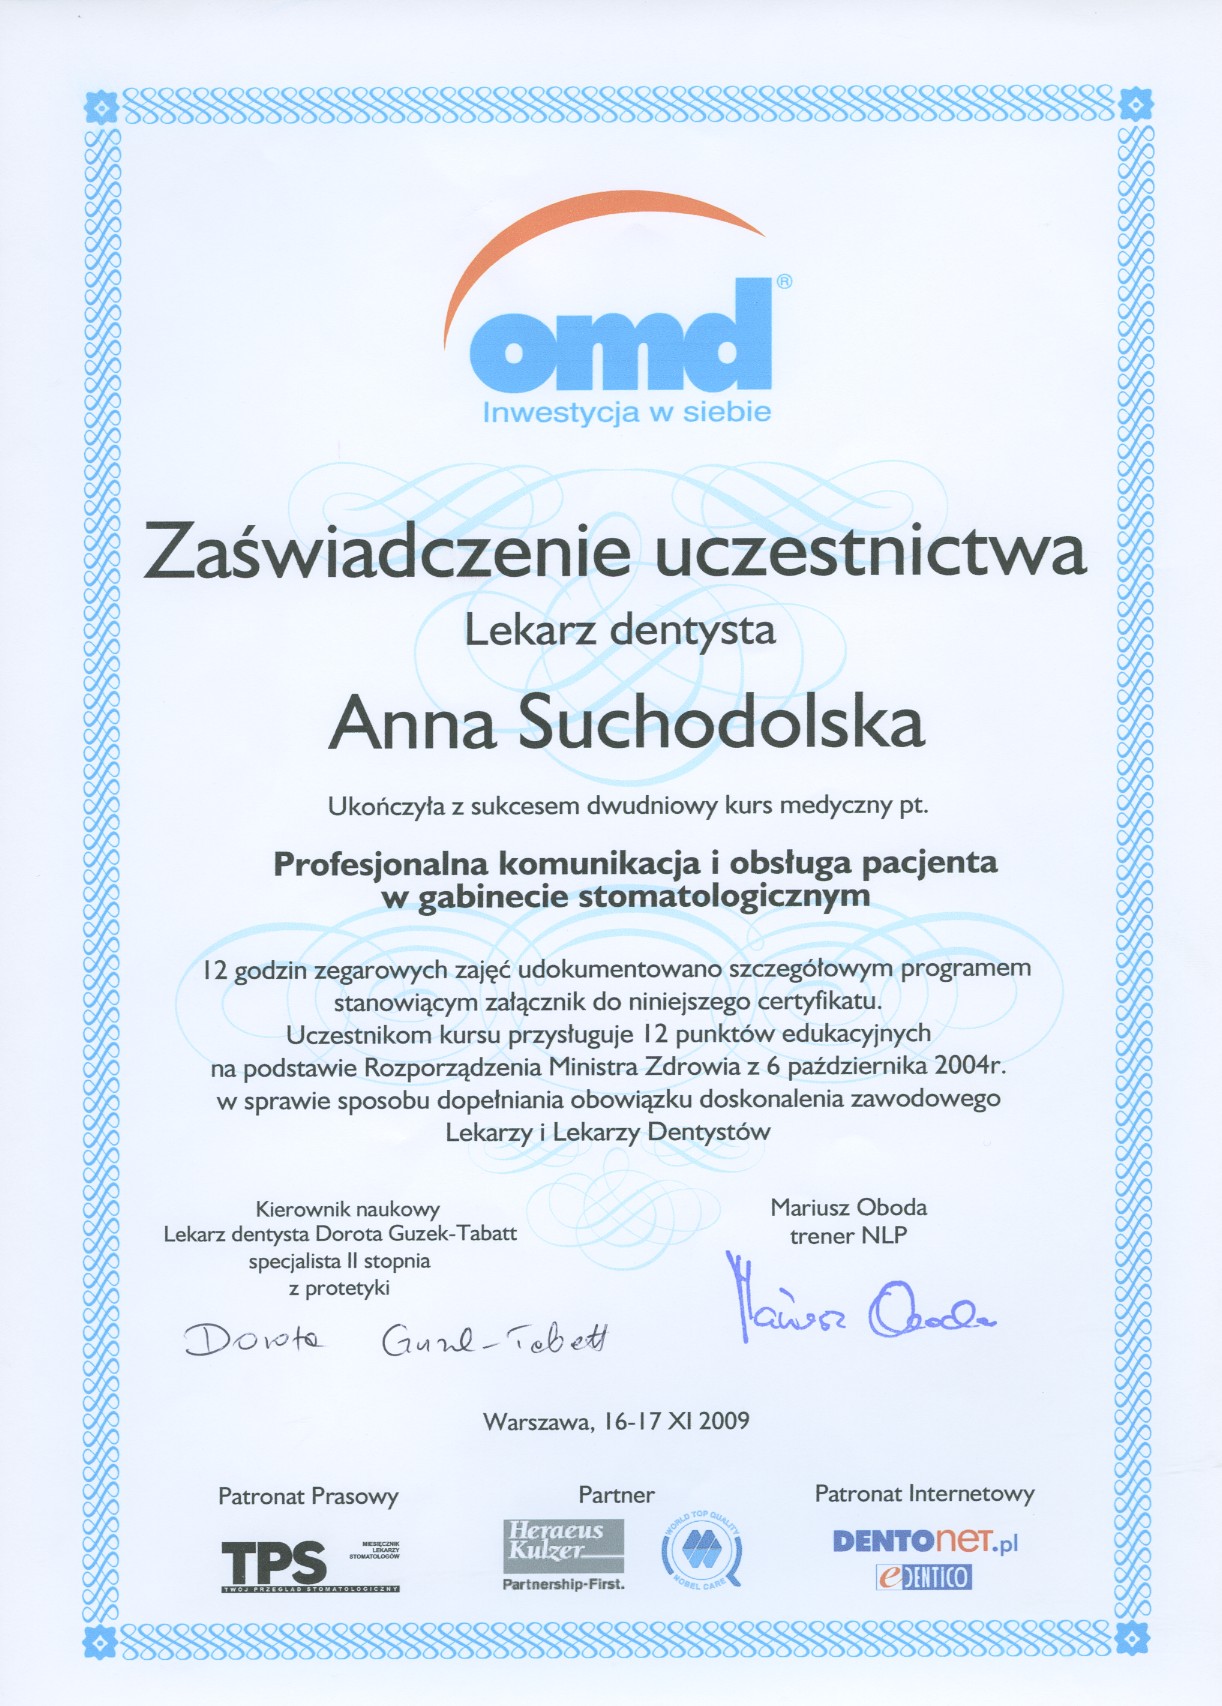 omd®
Inwestycja w siebie
Zaświadczenie uczestnictwa
Lekarz dentysta
Anna Suchodolska
Ukończyła z sukcesem dwudniowy kurs medyczny pt.
Profesjonalna komunikacja i obsługa pacjenta
w gabinecie stomatologicznym
12 godzin zegarowych zajęć udokumentowano szczegółowym programem
stanowiącym załącznik do niniejszego certyfikatu.
Uczestnikom kursu przysługuje 12 punktów edukacyjnych
na podstawie Rozporządzenia Ministra Zdrowia z 6 października 2004r.
w sprawie sposobu dopełniania obowiązku doskonalenia zawodowego
Lekarzy i Lekarzy Dentystów
Kierownik naukowy
Lekarz dentysta Dorota Guzek-Tabatt
specjalista II stopnia
z protetyki
Dorota Guzek-Tabatt
Mariusz Oboda
trener NLP
Mariusz Oboda
Warszawa, 16-17 XI 2009
Patronat Prasowy
TPS
MIESIĘCZNIK
LEKARZY
STOMATOLOGÓW
TWÓJ PRZEGLĄD STOMATOLOGICZNY
Partner
Heraeus
Kulzer
Partnership-First.
WORLD TOP QUALITY
NOBEL CARE
Patronat Internetowy
DENTONET.pl
eDENTICO